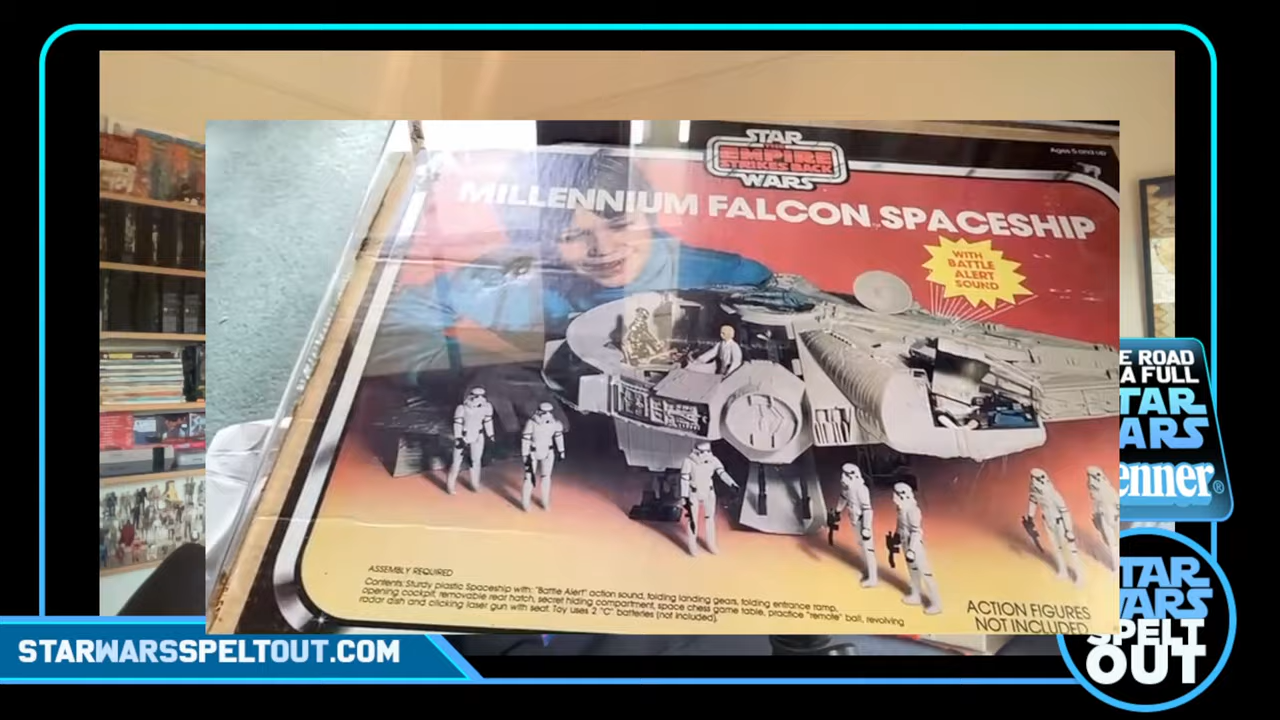 STAR
THE
EMPIRE
STRIKES BACK
WARS
Ages 5 and up
MILLENNIUM FALCON SPACESHIP
WITH
BATTLE
ALERT
SOUND
E ROAD
A FULL
TAR
ARS
enner®
ASSEMBLY REQUIRED
Contents: Sturdy plastic Spaceship with: "Battle Alert" action sound, folding landing gears, folding entrance ramp,
opening cockpit, removable rear hatch, secret hiding compartment, space chess game table, practice "remote" ball, revolving
radar dish and clicking laser gun with seat. Toy uses 2 "C" batteries (not included).
ACTION FIGURES
NOT INCLUDED
STARWARSSPELTOUT.COM
TAR
WARS
SPELT
OUT